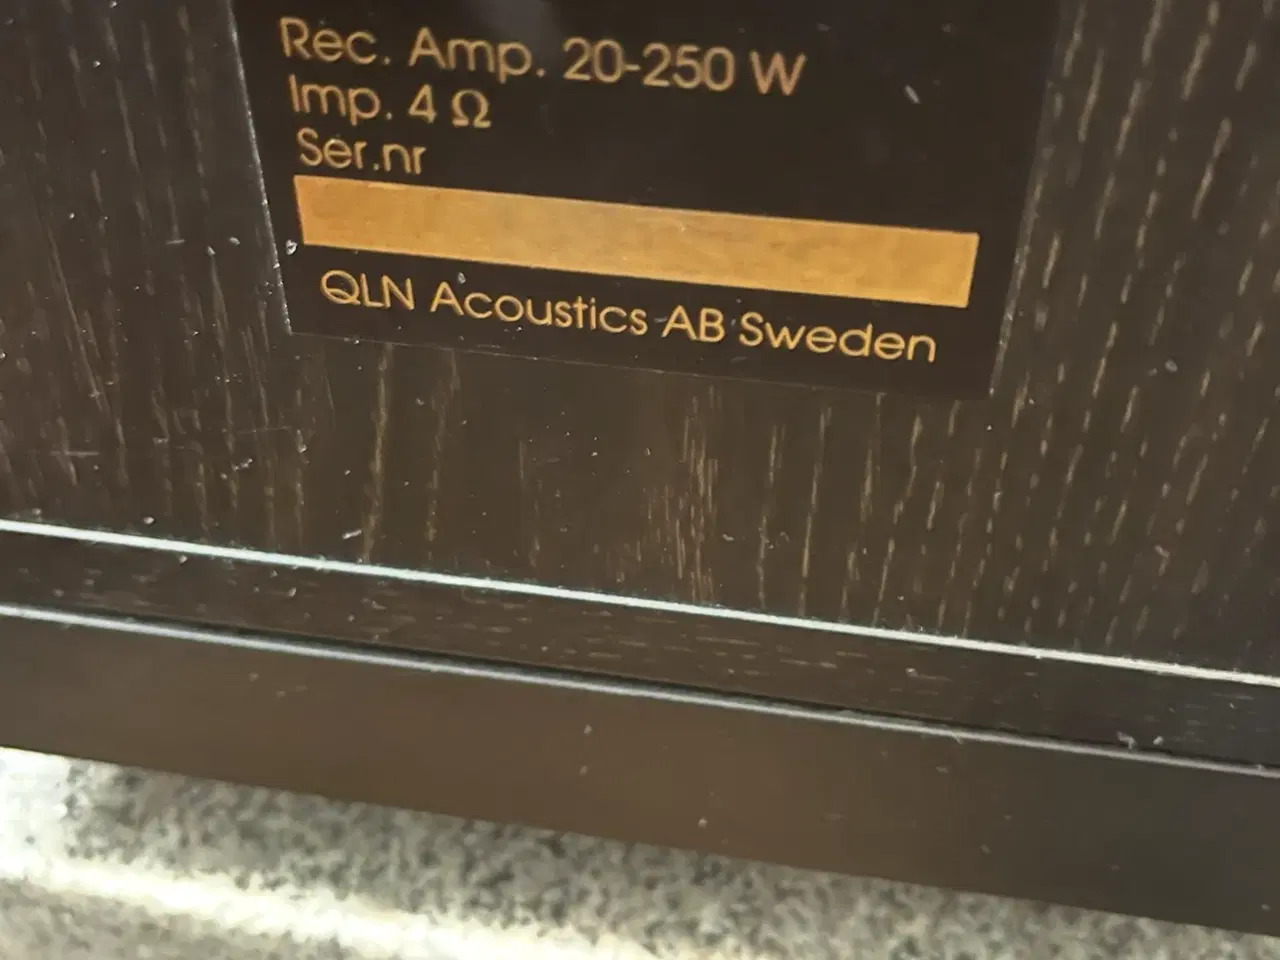 Rec. Amp. 20-250 W
Imp. 4 Ω
Ser.nr
QLN Acoustics AB Sweden